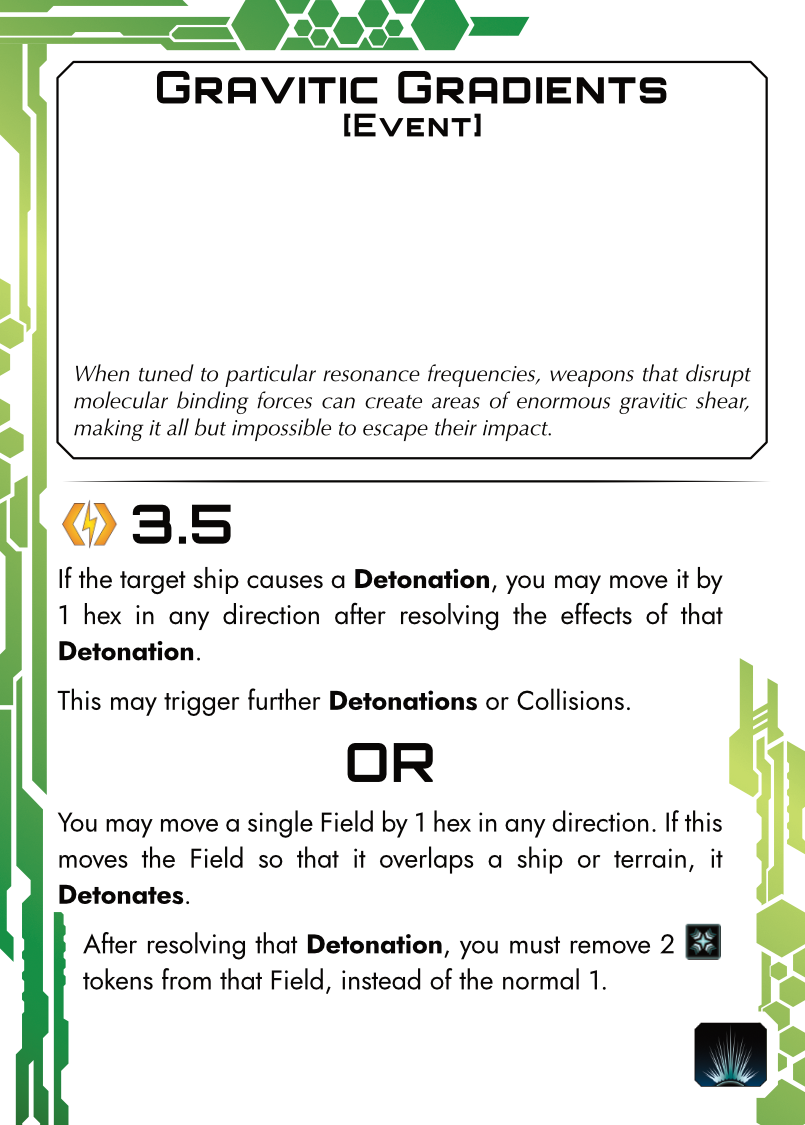 Gravitic Gradients
[Event]
When tuned to particular resonance frequencies, weapons that disrupt
molecular binding forces can create areas of enormous gravitic shear,
making it all but impossible to escape their impact.
3.5
If the target ship causes a Detonation, you may move it by
1 hex in any direction after resolving the effects of that
Detonation.
This may trigger further Detonations or Collisions.
OR
You may move a single Field by 1 hex in any direction. If this
moves the Field so that it overlaps a ship or terrain, it
Detonates.
After resolving that Detonation, you must remove 2
tokens from that Field, instead of the normal 1.